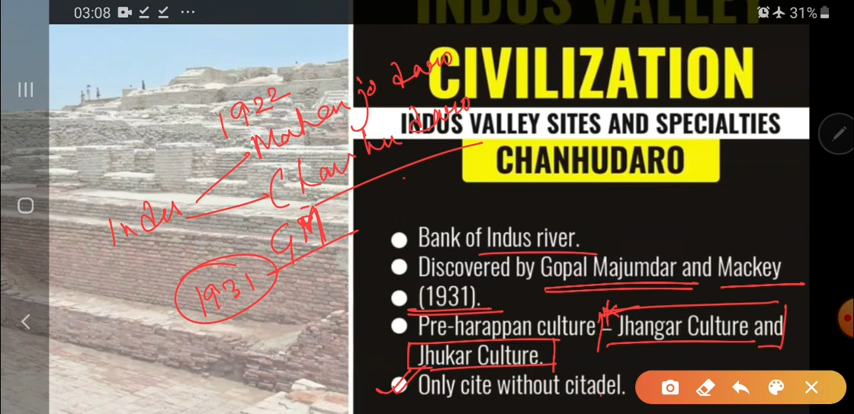 03:08
31%
INDUS VALLEY
CIVILIZATION
INDUS VALLEY SITES AND SPECIALTIES
CHANHUDARO
1922
Mahenjo daro
Indus
Chanhu daro
GM
1931
Bank of Indus river.
Discovered by Gopal Majumdar and Mackey
(1931).
Pre-harappan culture – Jhangar Culture and
Jhukar Culture.
Only cite without citadel.